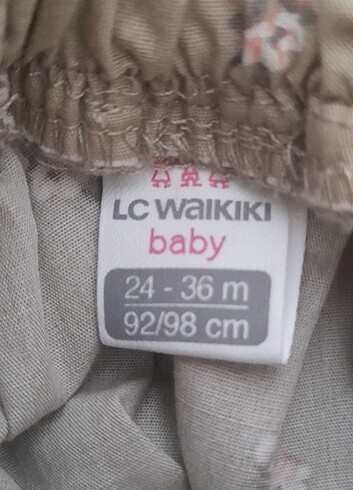 LC WAIKIKI
baby
24 - 36 m
92/98 cm